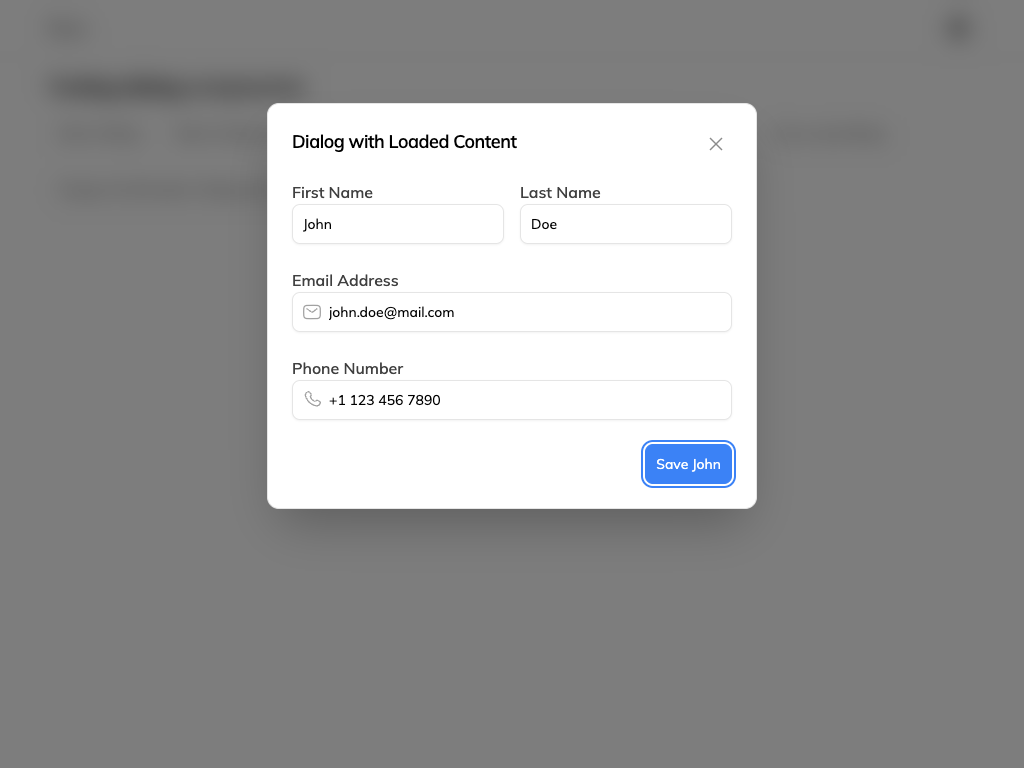 Dialog with Loaded Content
First Name
Last Name
John
Doe
Email Address
john.doe@mail.com
Phone Number
+1 123 456 7890
Save John